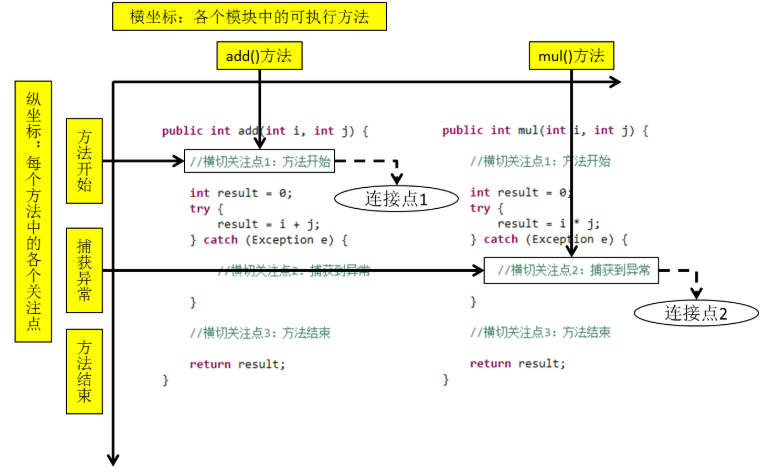 横坐标：各个模块中的可执行方法
add()方法
mul()方法
纵坐标：每个方法中的各个关注点
方法开始
捕获异常
方法结束
public int add(int i, int j) {
//横切关注点1：方法开始
int result = 0;
try {
result = i + j;
} catch (Exception e) {
//横切关注点2：捕获到异常
}
//横切关注点3：方法结束
return result;
}
连接点1
public int mul(int i, int j) {
//横切关注点1：方法开始
int result = 0;
try {
result = i * j;
} catch (Exception e) {
//横切关注点2：捕获到异常
}
//横切关注点3：方法结束
return result;
}
连接点2